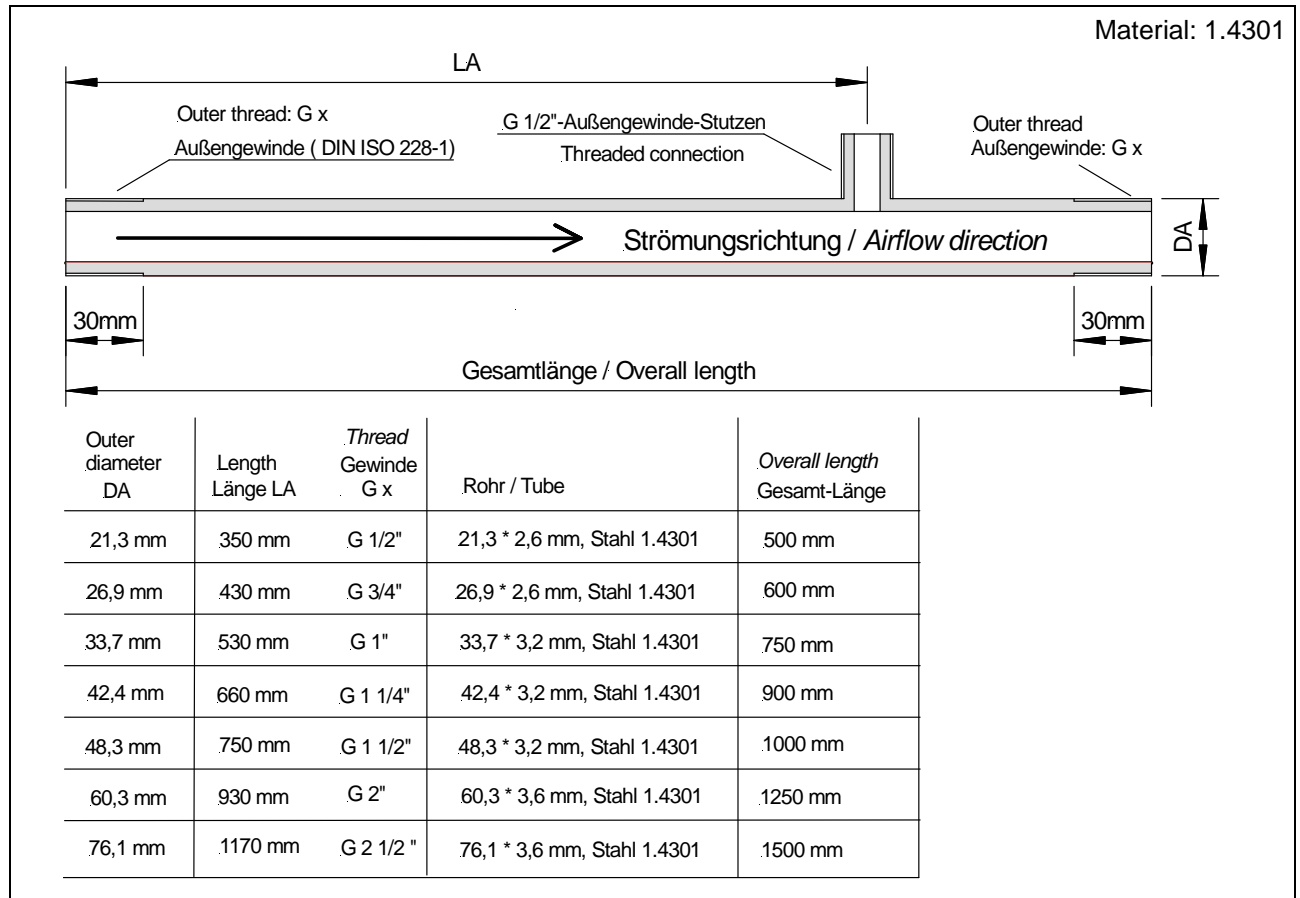 Material: 1.4301
LA
Outer thread: G x
Außengewinde ( DIN ISO 228-1)
G 1/2"-Außengewinde-Stutzen
Threaded connection
Outer thread
Außengewinde: G x
Strömungsrichtung / Airflow direction
DA
30mm
30mm
Gesamtlänge / Overall length
Outer diameter DA Length Länge LA Thread Gewinde G x Rohr / Tube Overall length Gesamt-Länge
21,3 mm 350 mm G 1/2" 21,3 * 2,6 mm, Stahl 1.4301 500 mm
26,9 mm 430 mm G 3/4" 26,9 * 2,6 mm, Stahl 1.4301 600 mm
33,7 mm 530 mm G 1" 33,7 * 3,2 mm, Stahl 1.4301 750 mm
42,4 mm 660 mm G 1 1/4" 42,4 * 3,2 mm, Stahl 1.4301 900 mm
48,3 mm 750 mm G 1 1/2" 48,3 * 3,2 mm, Stahl 1.4301 1000 mm
60,3 mm 930 mm G 2" 60,3 * 3,6 mm, Stahl 1.4301 1250 mm
76,1 mm 1170 mm G 2 1/2 " 76,1 * 3,6 mm, Stahl 1.4301 1500 mm